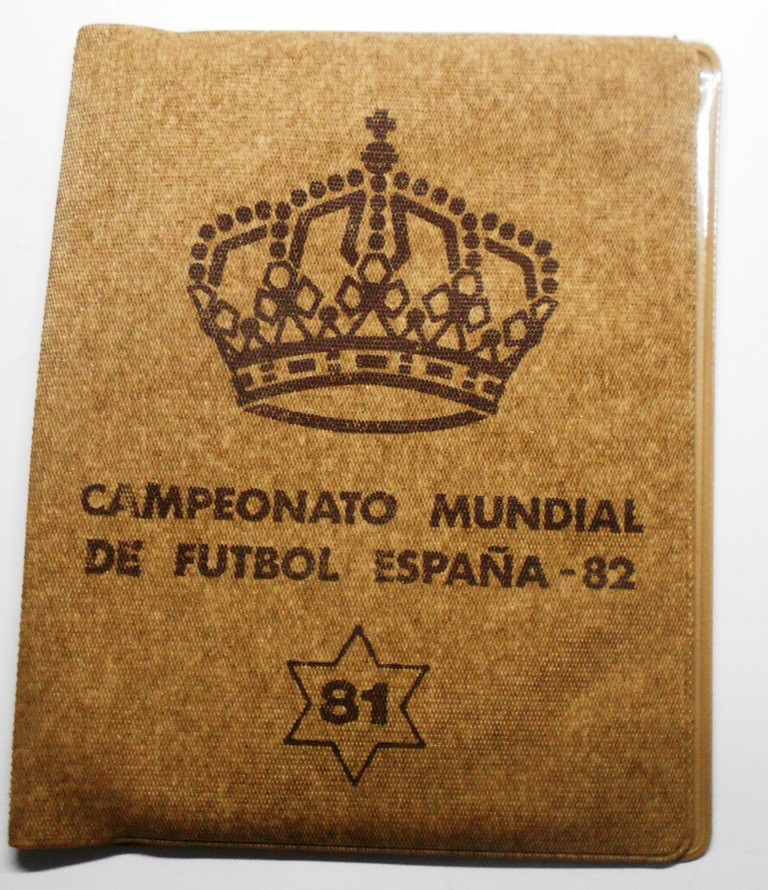 CAMPEONATO MUNDIAL
DE FUTBOL ESPAÑA - 82
81